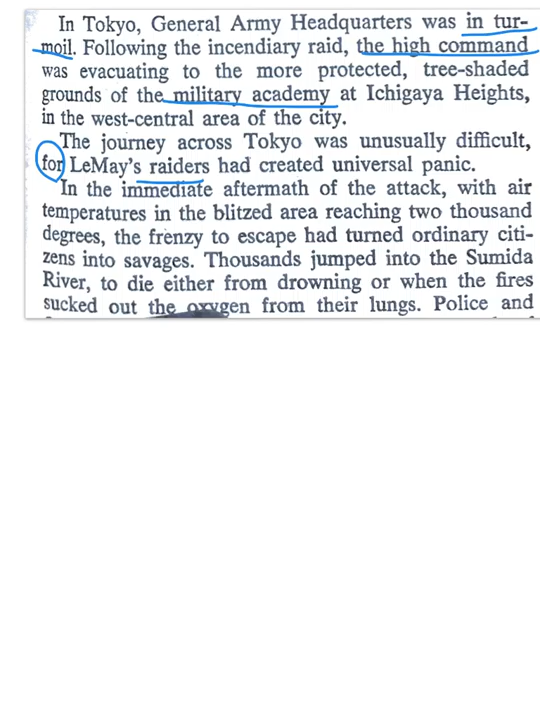 In Tokyo, General Army Headquarters was in tur-
moil. Following the incendiary raid, the high command
was evacuating to the more protected, tree-shaded
grounds of the military academy at Ichigaya Heights,
in the west-central area of the city.
The journey across Tokyo was unusually difficult,
for LeMay's raiders had created universal panic.
In the immediate aftermath of the attack, with air
temperatures in the blitzed area reaching two thousand
degrees, the frenzy to escape had turned ordinary citi-
zens into savages. Thousands jumped into the Sumida
River, to die either from drowning or when the fires
sucked out the oxygen from their lungs. Police and